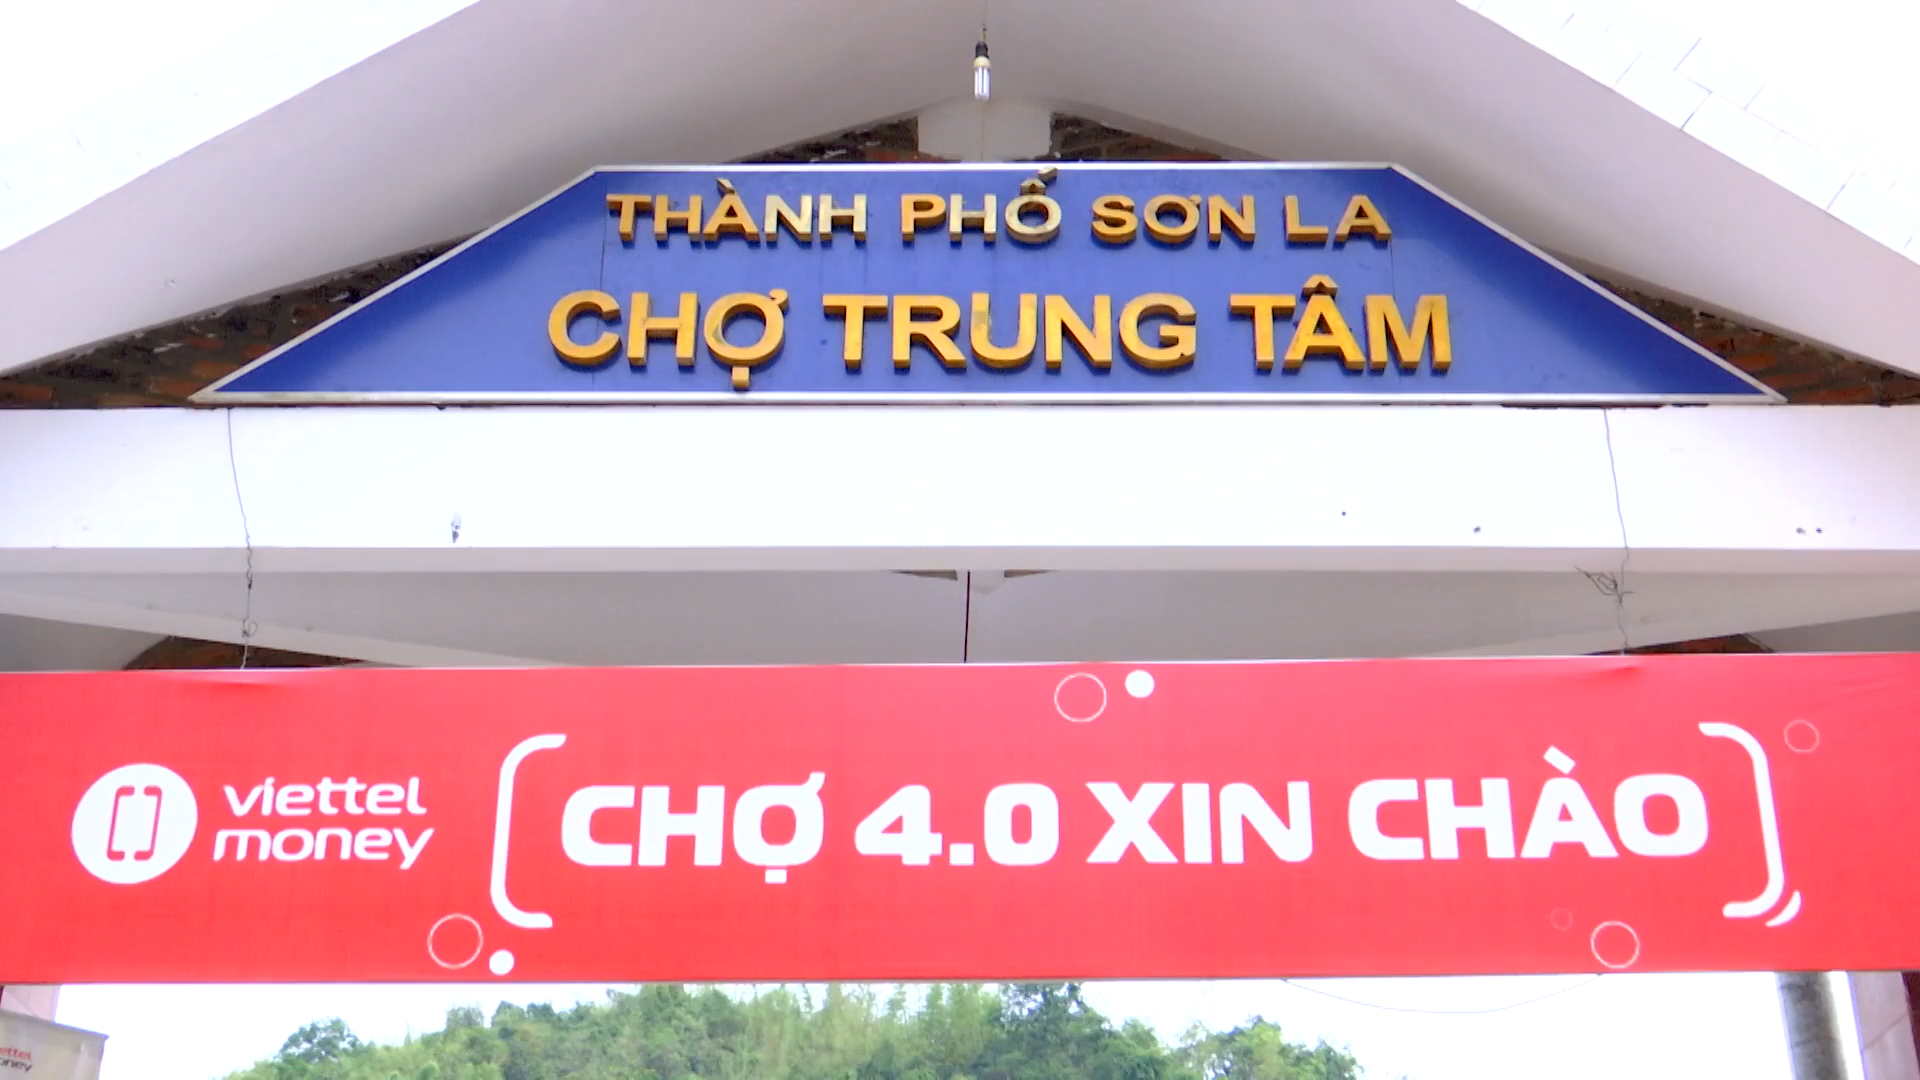 THÀNH PHỐ SƠN LA
CHỢ TRUNG TÂM
viettel
money
CHỢ 4.0 XIN CHÀO